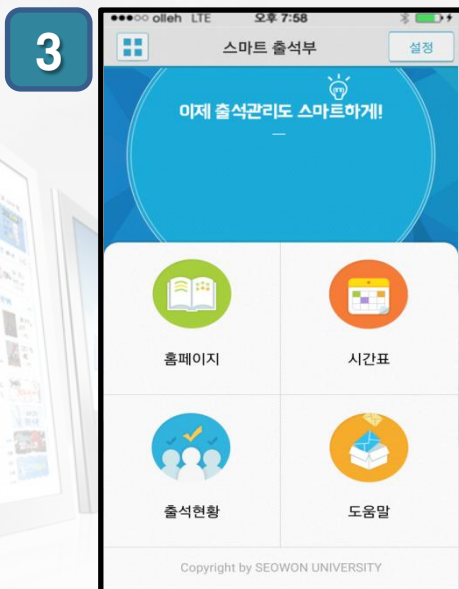 3
olleh LTE 오후 7:58
스마트 출석부 설정
이제 출석관리도 스마트하게!
홈페이지 시간표
출석현황 도움말
Copyright by SEOWON UNIVERSITY